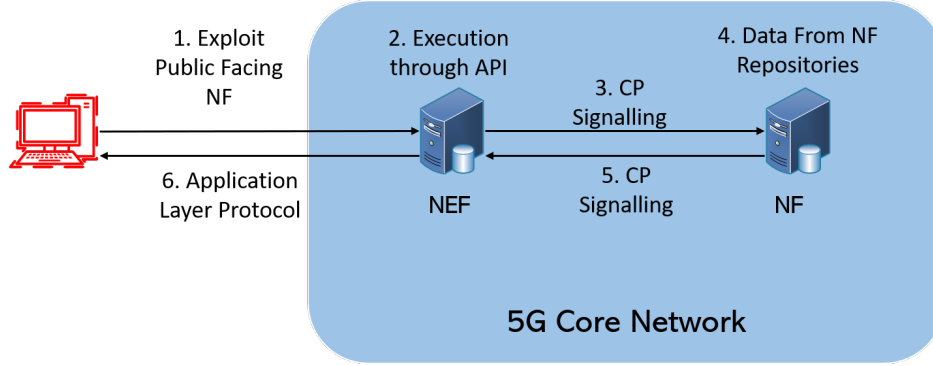 1. Exploit
Public Facing
NF
2. Execution
through API
3. CP
Signalling
4. Data From NF
Repositories
5. CP
Signalling
6. Application
Layer Protocol
NEF
NF
5G Core Network